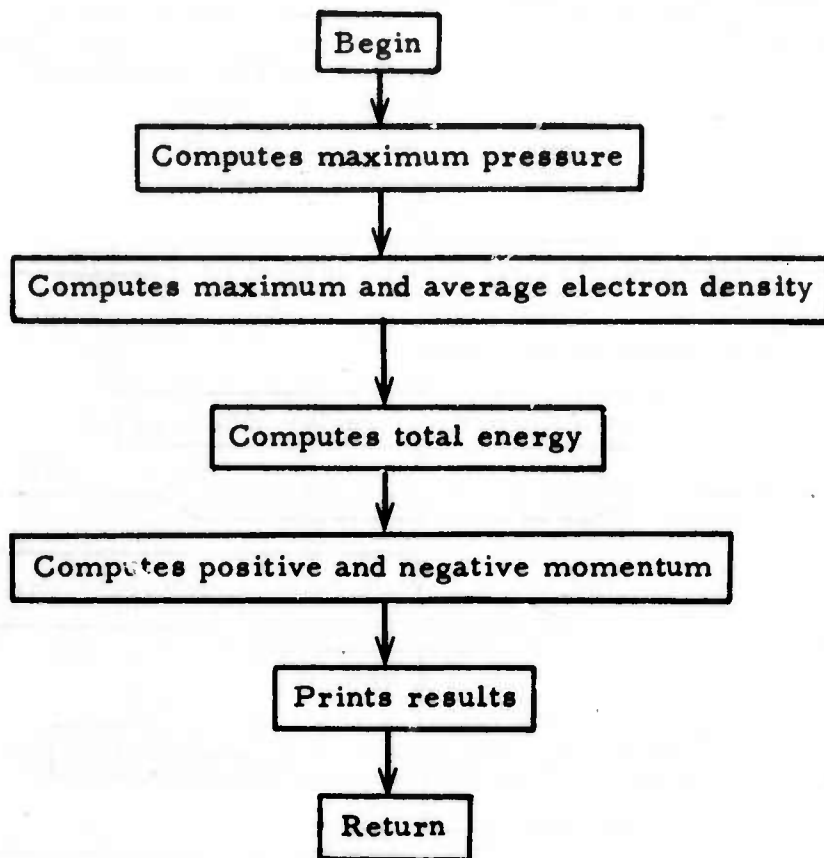 Begin
Computes maximum pressure
Computes maximum and average electron density
Computes total energy
Computes positive and negative momentum
Prints results
Return